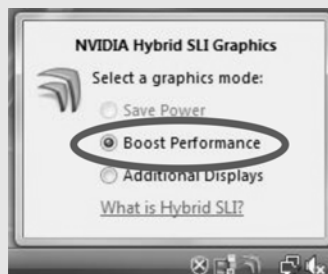 NVIDIA Hybrid SLI Graphics
Select a graphics mode:
Save Power
Boost Performance
Additional Displays
What is Hybrid SLI?